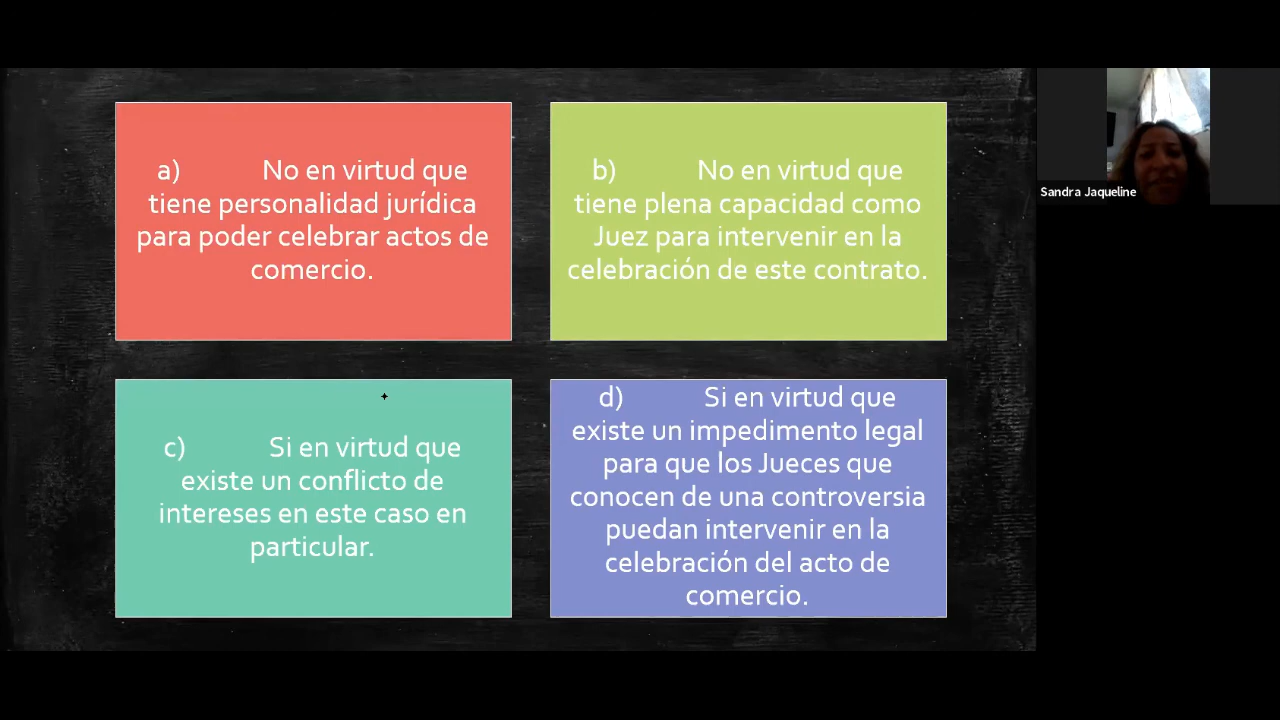 a) No en virtud que
tiene personalidad jurídica
para poder celebrar actos de
comercio.
b) No en virtud que
tiene plena capacidad como
Juez para intervenir en la
celebración de este contrato.
c) Si en virtud que
existe un conflicto de
intereses en este caso en
particular.
d) Si en virtud que
existe un impedimento legal
para que los Jueces que
conocen de una controversia
puedan intervenir en la
celebración del acto de
comercio.
Sandra Jaqueline